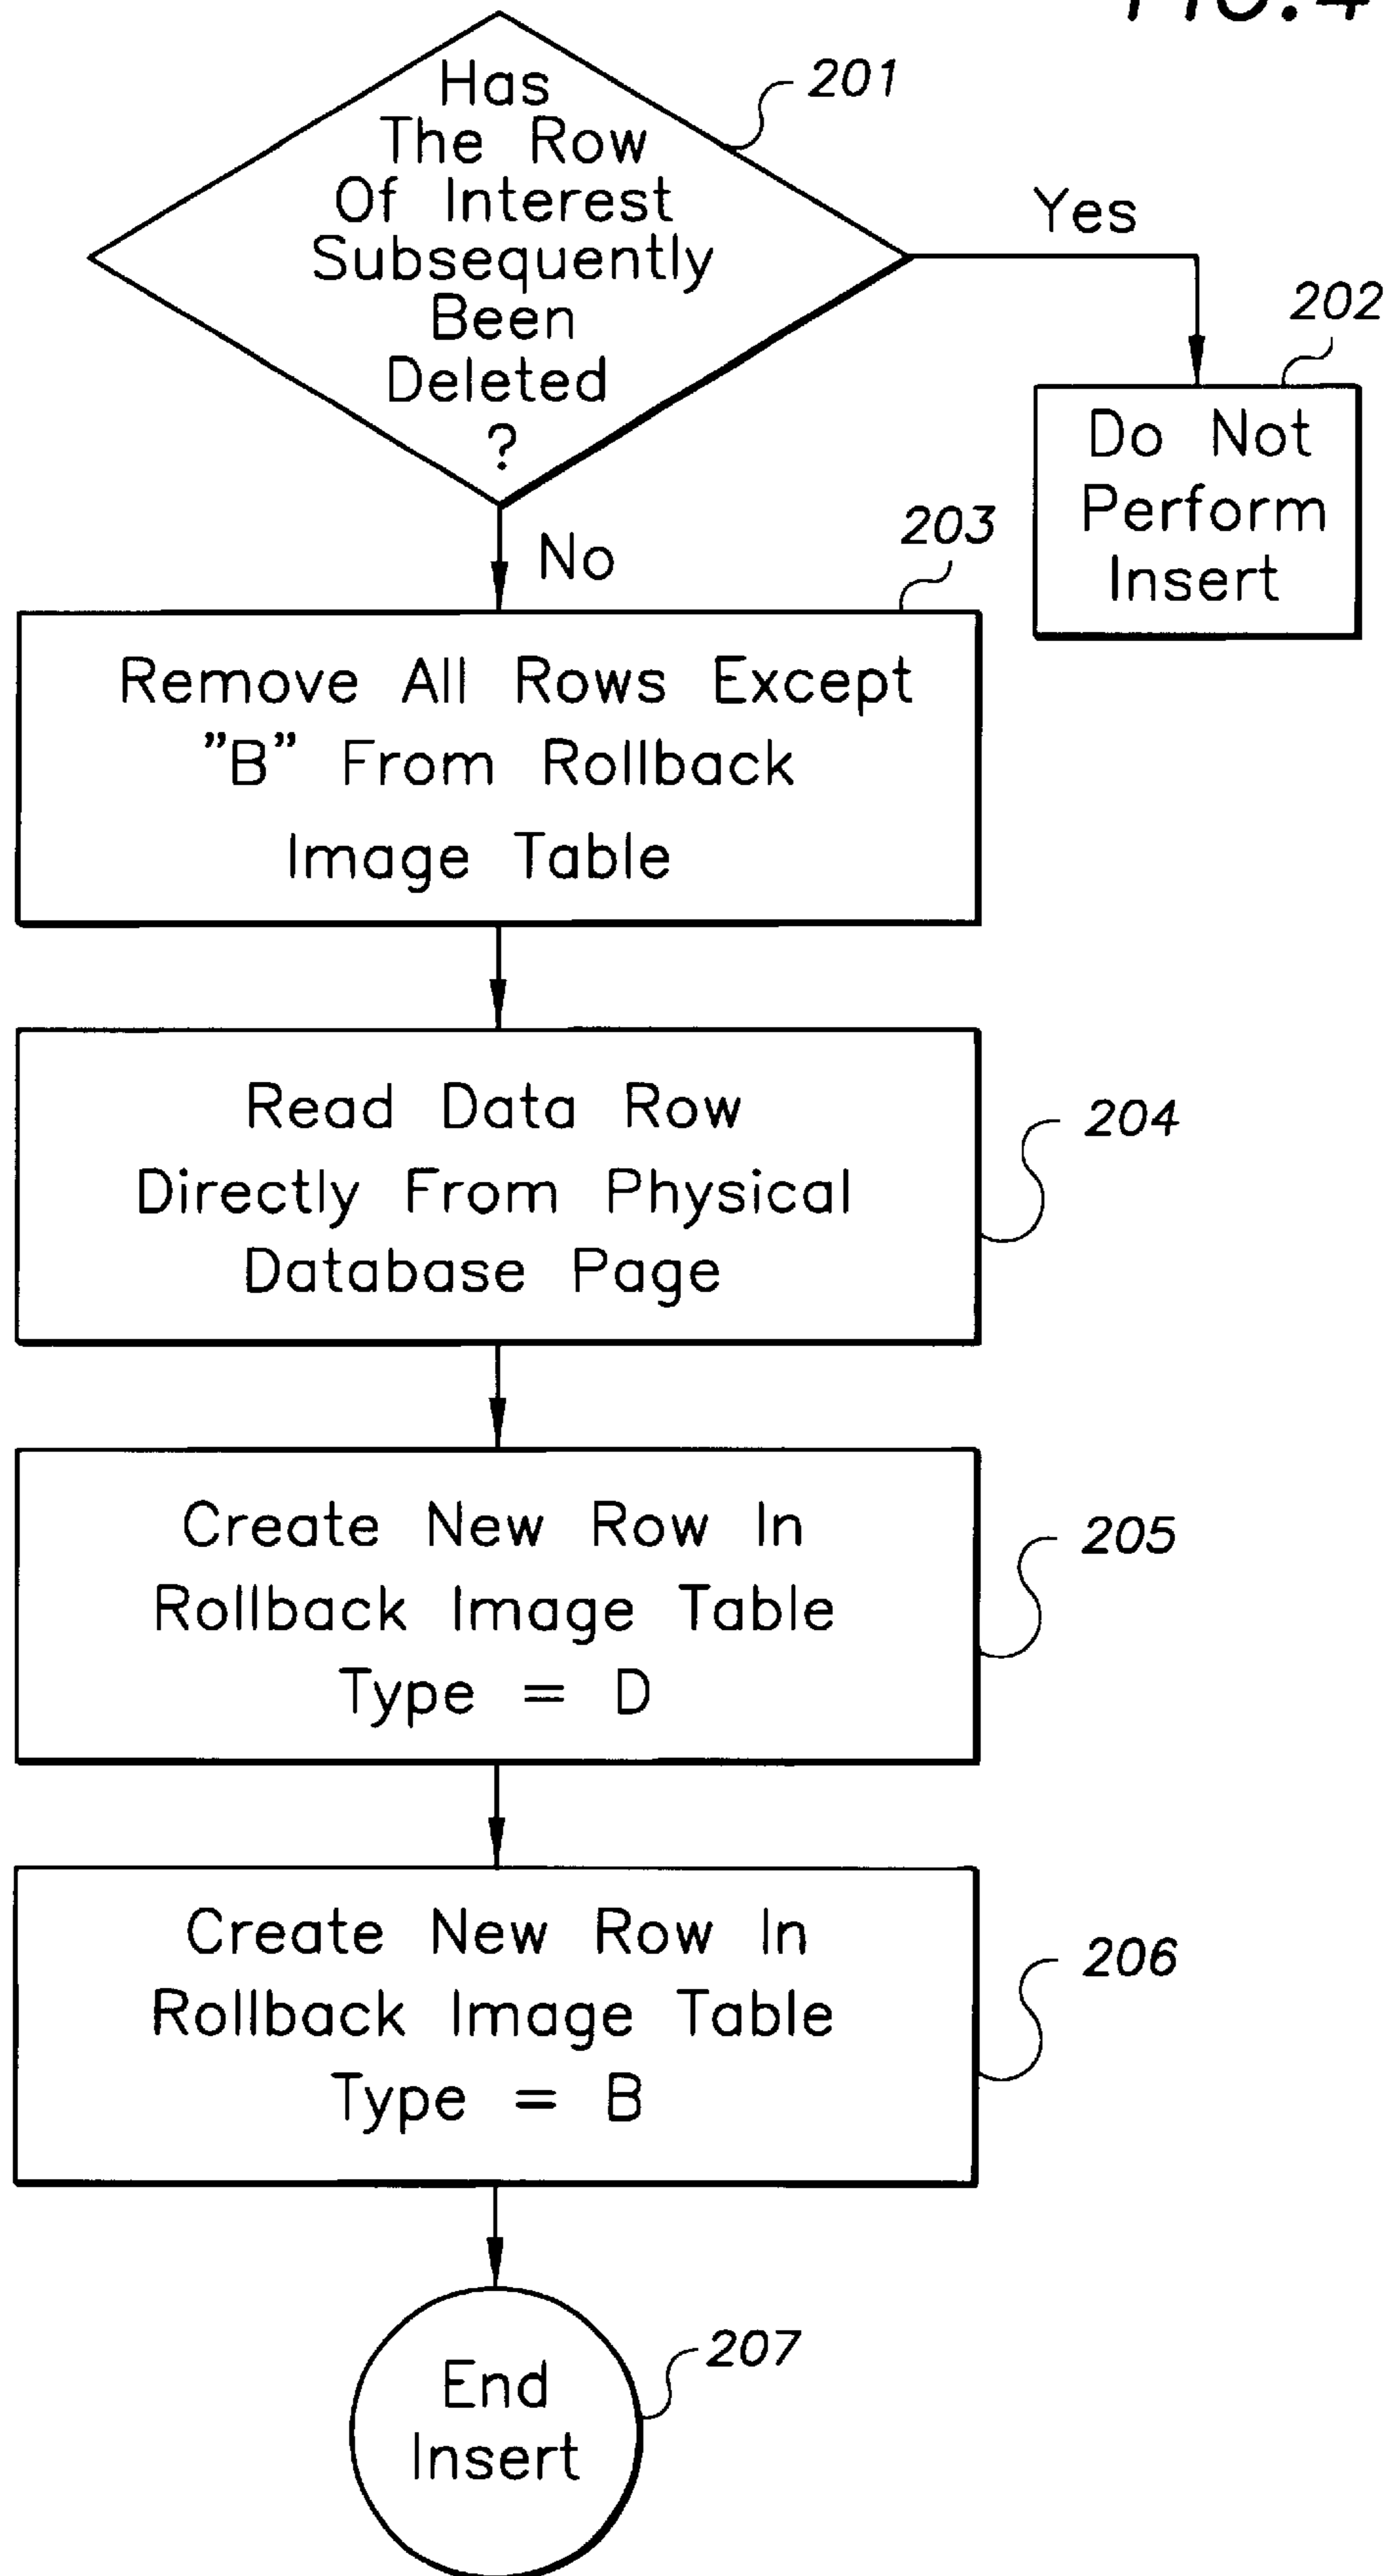 FIG.4
Has
The Row
Of Interest
Subsequently
Been
Deleted
?
201
Yes
202
Do Not
Perform
Insert
No
203
Remove All Rows Except
"B" From Rollback
Image Table
Read Data Row
Directly From Physical
Database Page
204
Create New Row In
Rollback Image Table
Type = D
205
Create New Row In
Rollback Image Table
Type = B
206
End
Insert
207